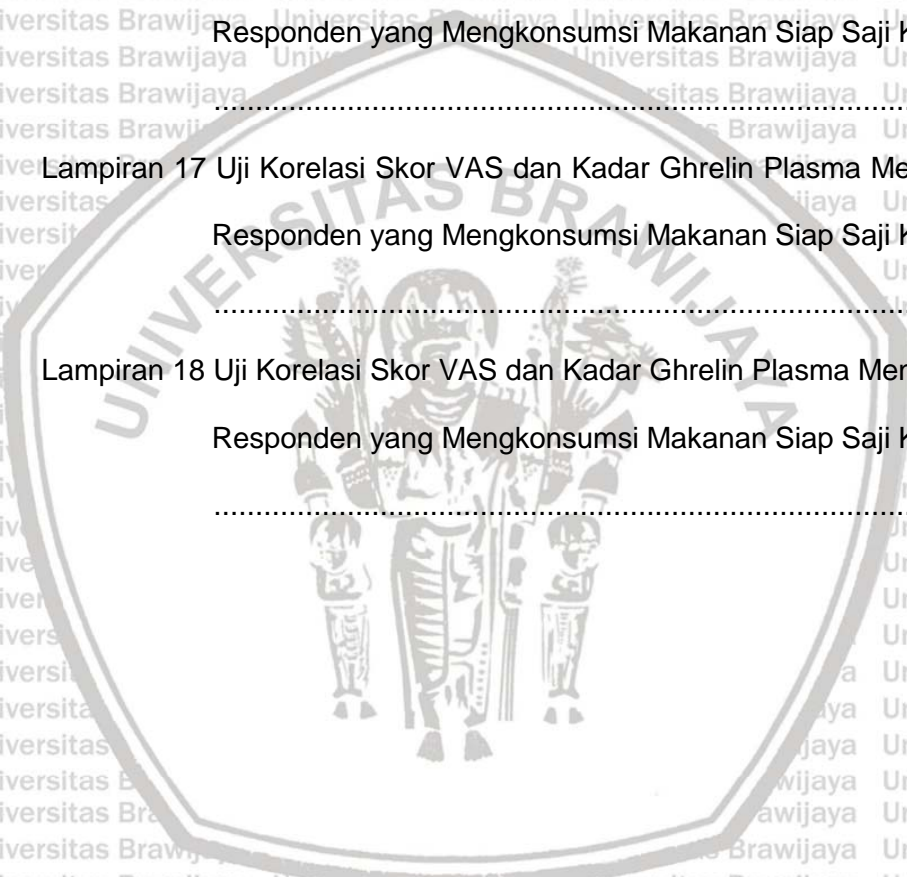 Responden yang Mengkonsumsi Makanan Siap Saji
....................................................................................
Lampiran 17 Uji Korelasi Skor VAS dan Kadar Ghrelin Plasma
Responden yang Mengkonsumsi Makanan Siap Saji
....................................................................................
Lampiran 18 Uji Korelasi Skor VAS dan Kadar Ghrelin Plasma
Responden yang Mengkonsumsi Makanan Siap Saji
....................................................................................
UNIVERSITAS BRAWIJAYA